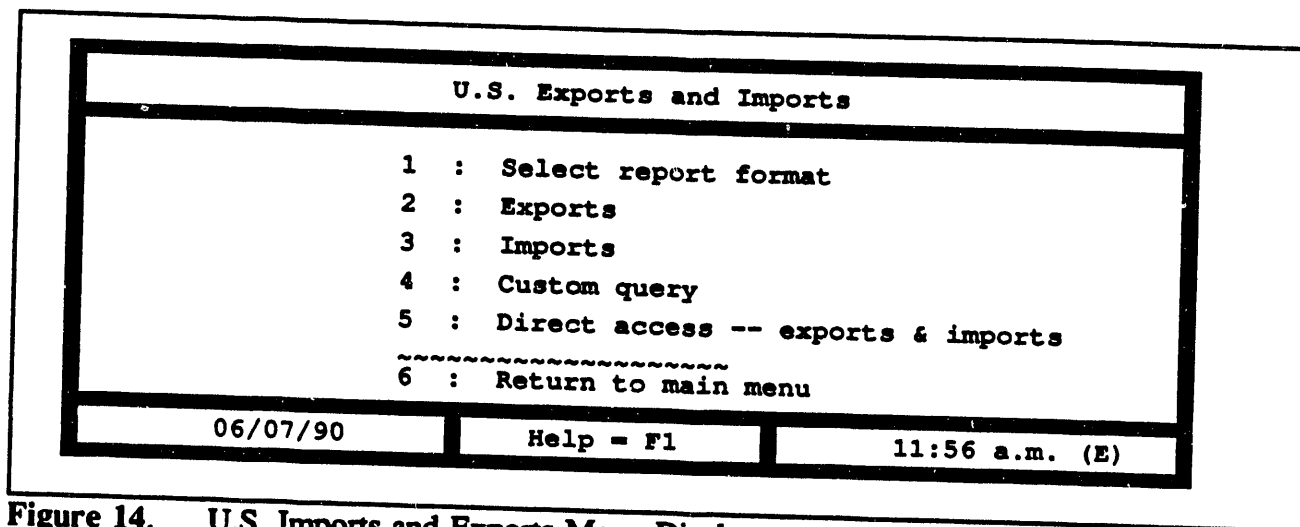 U.S. Exports and Imports
1 : Select report format
2 : Exports
3 : Imports
4 : Custom query
5 : Direct access -- exports & imports
~~~~~~~~~~~~~~~~~~~~
6 : Return to main menu
06/07/90 Help = F1 11:56 a.m. (E)
Figure 14. U.S. Imports and Exports Menu